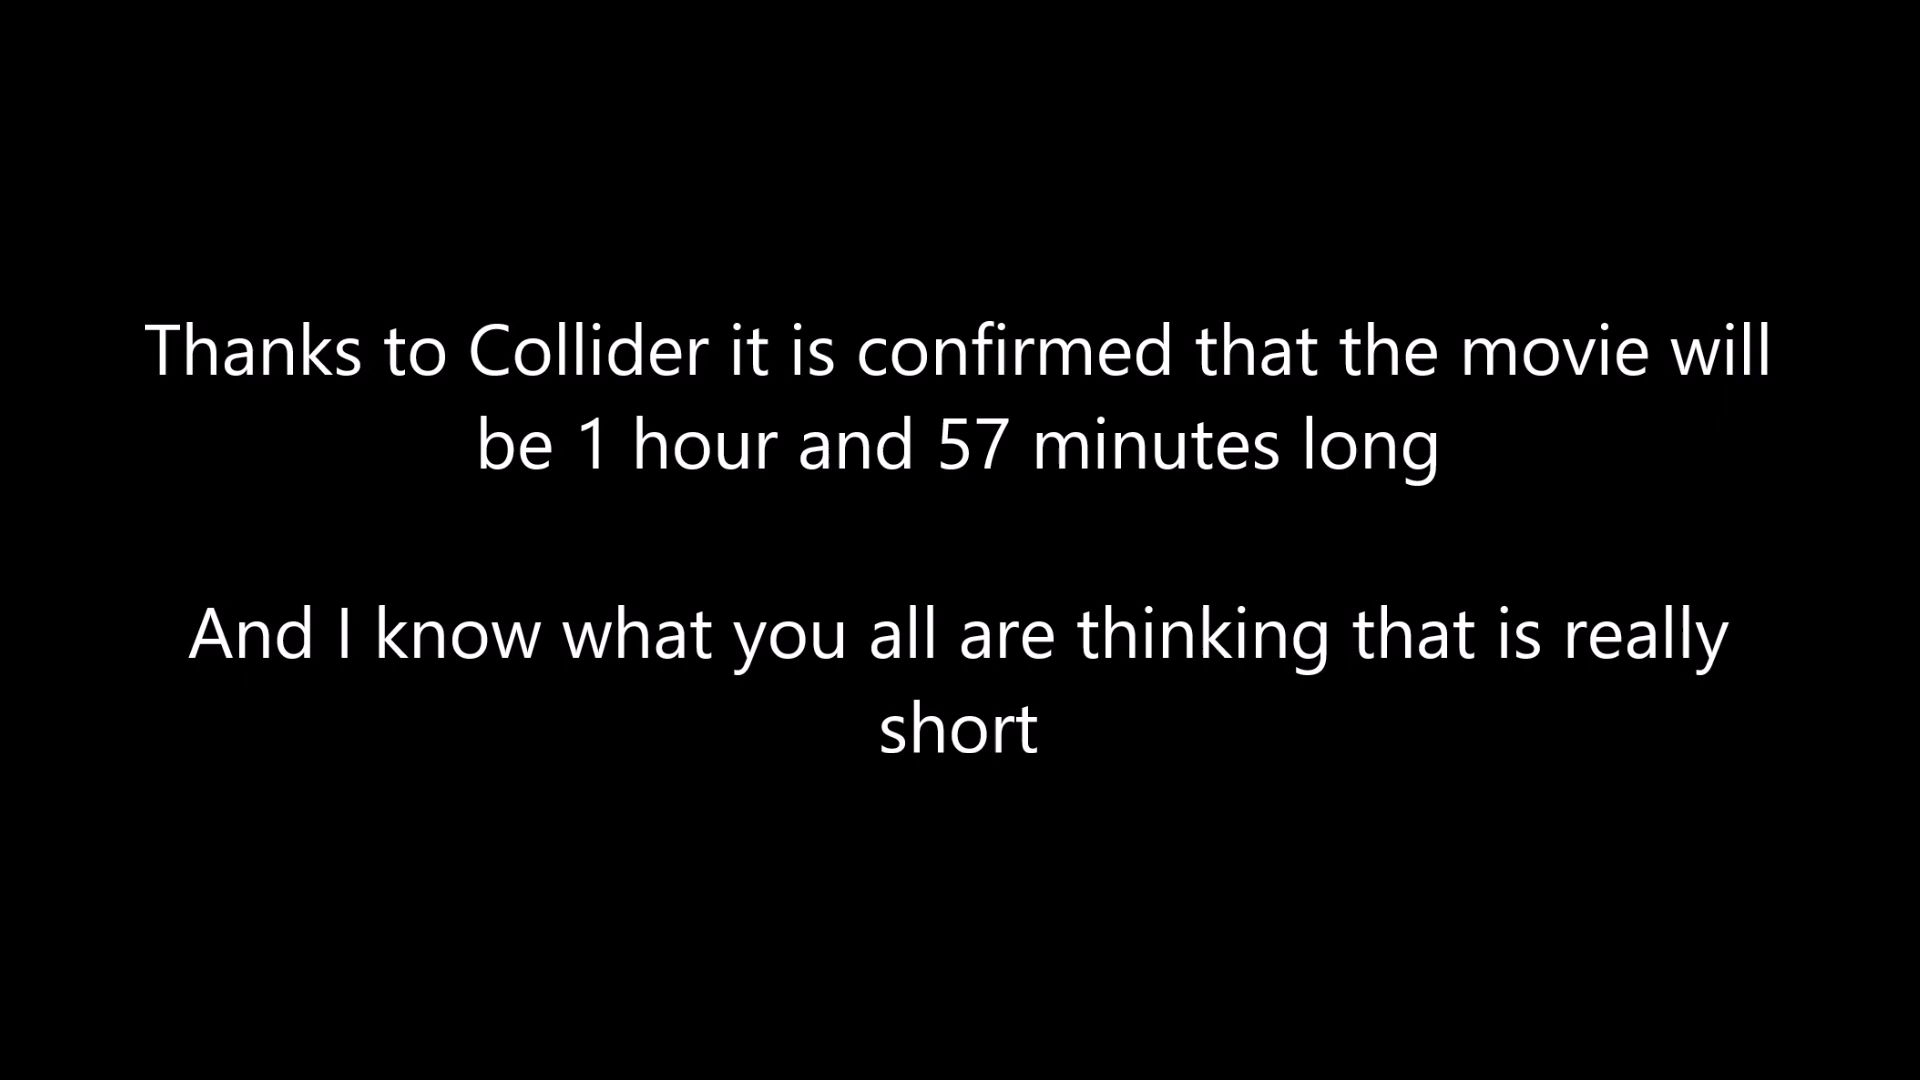 Thanks to Collider it is confirmed that the movie will
be 1 hour and 57 minutes long
And I know what you all are thinking that is really
short